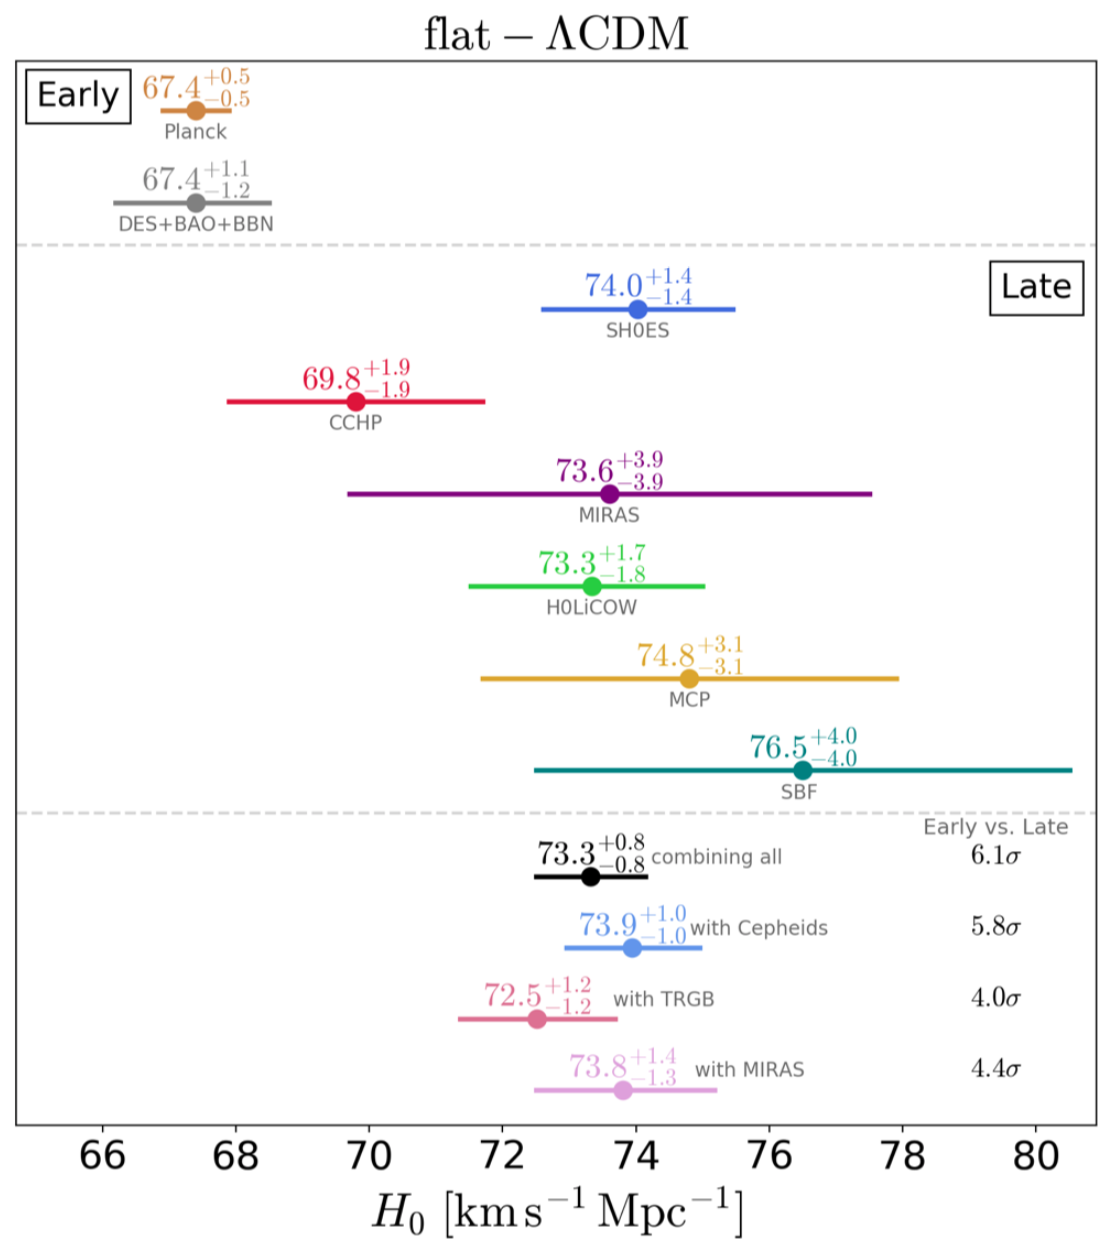 flat – ΛCDM
Early
67.4 +0.5 −0.5
Planck
67.4 +1.1 −1.2
DES+BAO+BBN
Late
74.0 +1.4 −1.4
SH0ES
69.8 +1.9 −1.9
CCHP
73.6 +3.9 −3.9
MIRAS
73.3 +1.7 −1.8
H0LiCOW
74.8 +3.1 −3.1
MCP
76.5 +4.0 −4.0
SBF
Early vs. Late
73.3 +0.8 −0.8 combining all 6.1σ
73.9 +1.0 −1.0 with Cepheids 5.8σ
72.5 +1.2 −1.2 with TRGB 4.0σ
73.8 +1.4 −1.3 with MIRAS 4.4σ
66 68 70 72 74 76 78 80
H₀ [km s⁻¹ Mpc⁻¹]